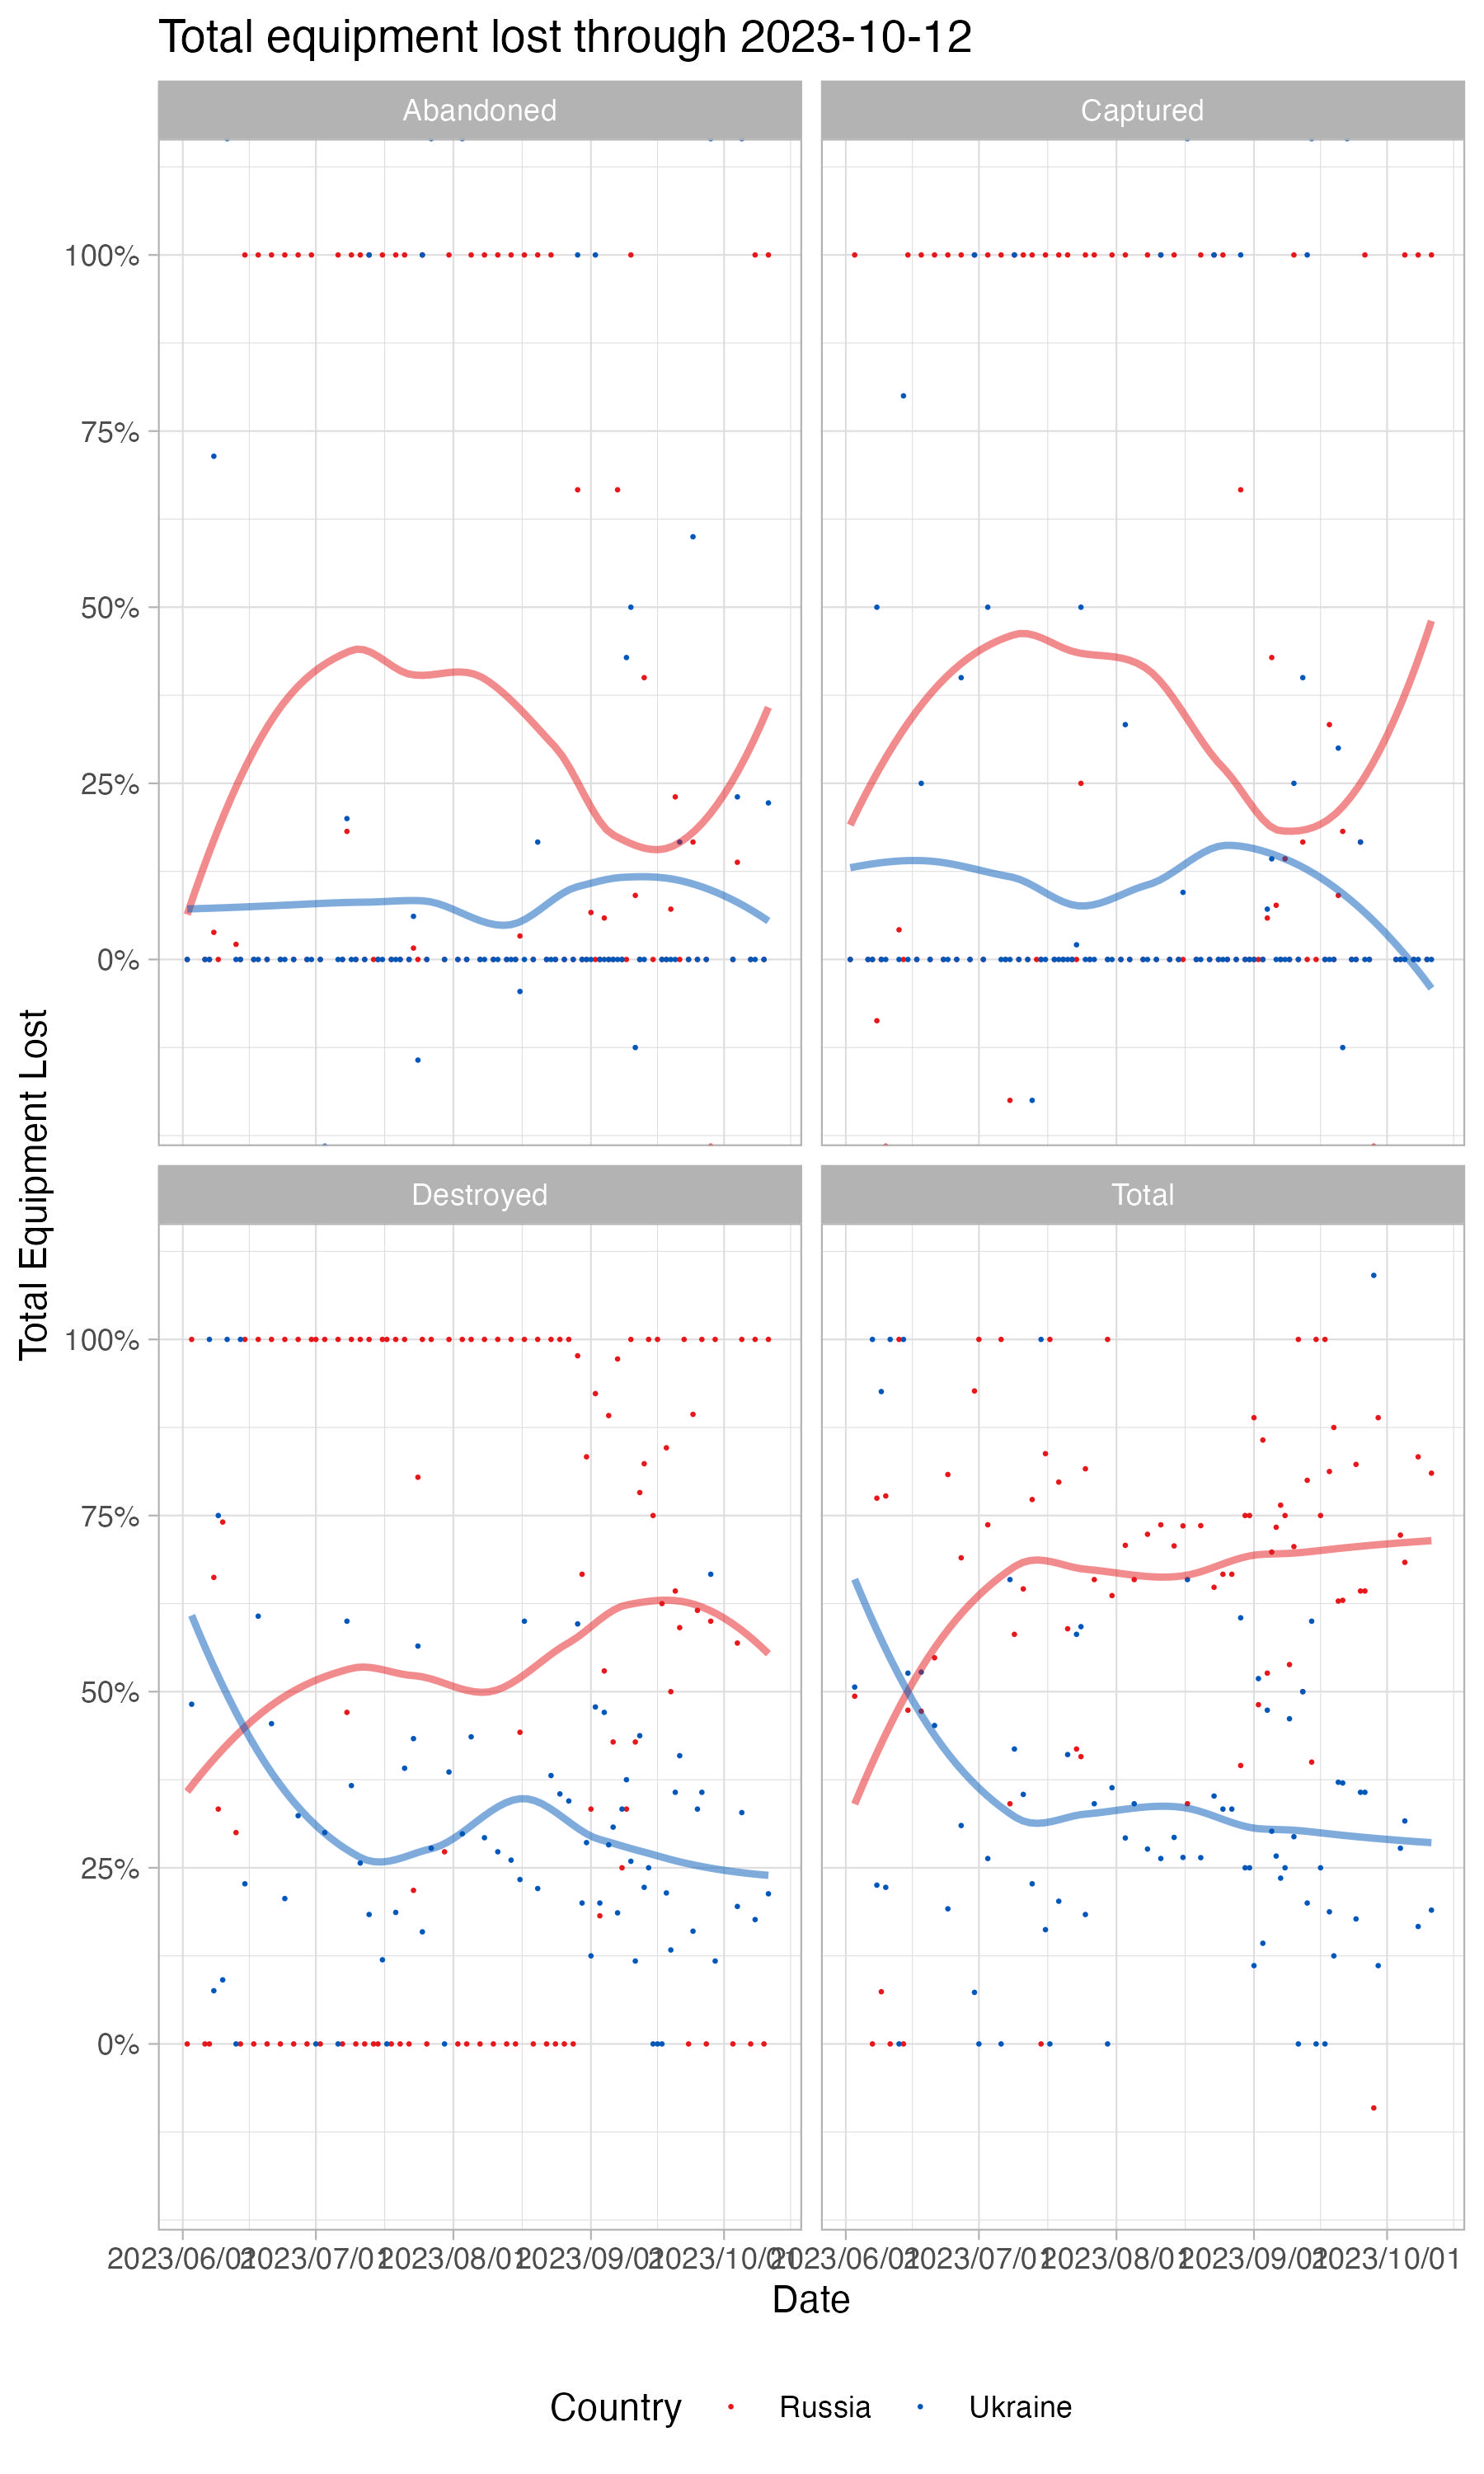 Total equipment lost through 2023-10-12
Abandoned
Captured
100%
75%
50%
25%
0%
Total Equipment Lost
Destroyed
Total
100%
75%
50%
25%
0%
2023/06/01 2023/07/01 2023/08/01 2023/09/01 2023/10/01 2023/06/01 2023/07/01 2023/08/01 2023/09/01 2023/10/01
Date
Country Russia Ukraine